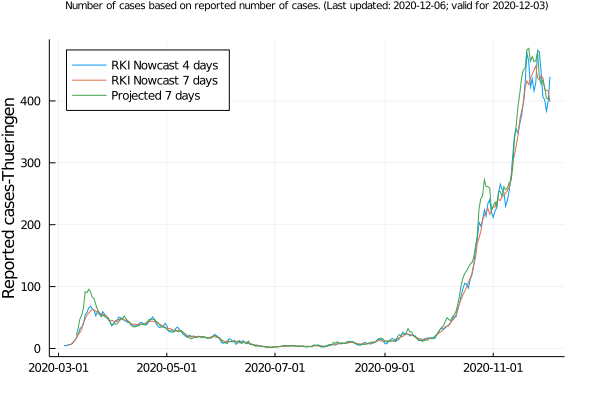 Number of cases based on reported number of cases. (Last updated: 2020-12-06; valid for 2020-12-03)
RKI Nowcast 4 days
RKI Nowcast 7 days
Projected 7 days
Reported cases-Thueringen
400
300
200
100
0
2020-03-01 2020-05-01 2020-07-01 2020-09-01 2020-11-01